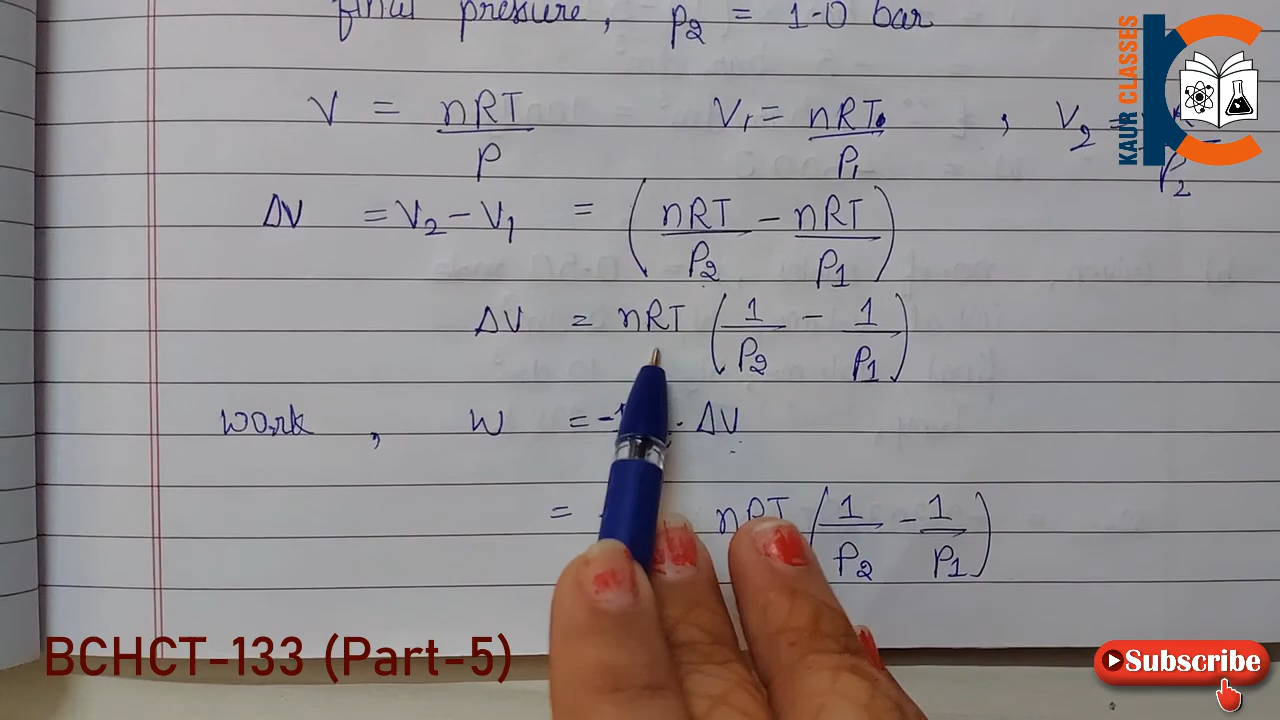 final pressure, P2 = 1.0 bar
KAUR CLASSES
V = nRT/P V1 = nRT/P1 , V2 = /P2
ΔV = V2 - V1 = (nRT/P2 - nRT/P1)
ΔV = nRT (1/P2 - 1/P1)
Work , W = - . ΔV
= nRT (1/P2 - 1/P1)
BCHCT-133 (Part-5)
Subscribe